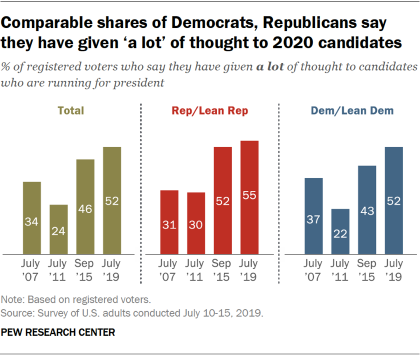 Comparable shares of Democrats, Republicans say
they have given ‘a lot’ of thought to 2020 candidates
% of registered voters who say they have given a lot of thought to candidates
who are running for president
Total
Rep/Lean Rep
Dem/Lean Dem
34 24 46 52
31 30 52 55
37 22 43 52
July July Sep July
’07 ’11 ’15 ’19
July July Sep July
’07 ’11 ’15 ’19
July July Sep July
’07 ’11 ’15 ’19
Note: Based on registered voters.
Source: Survey of U.S. adults conducted July 10-15, 2019.
PEW RESEARCH CENTER